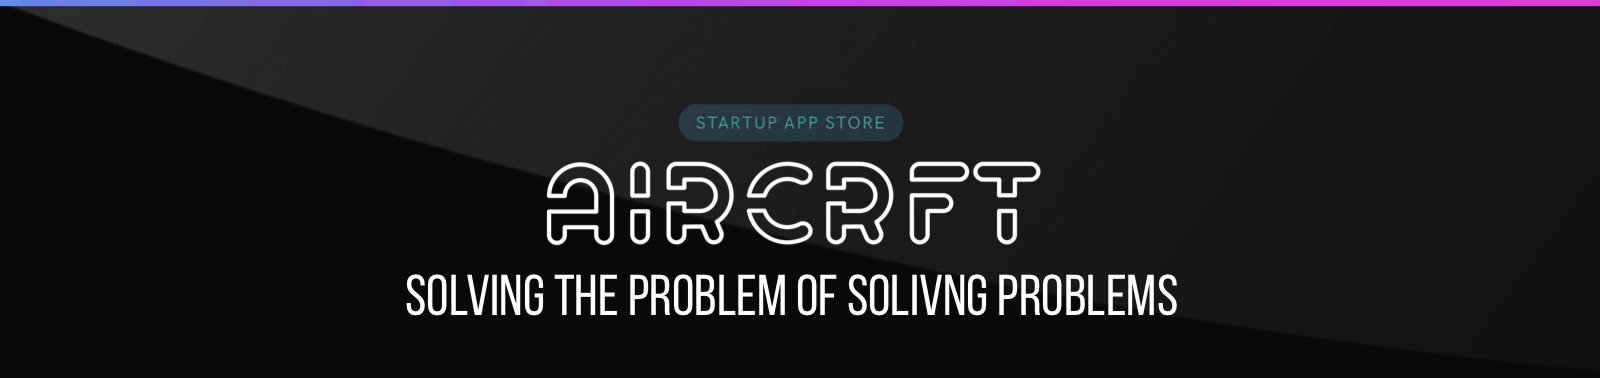 STARTUP APP STORE
AIRCRFT
SOLVING THE PROBLEM OF SOLIVNG PROBLEMS